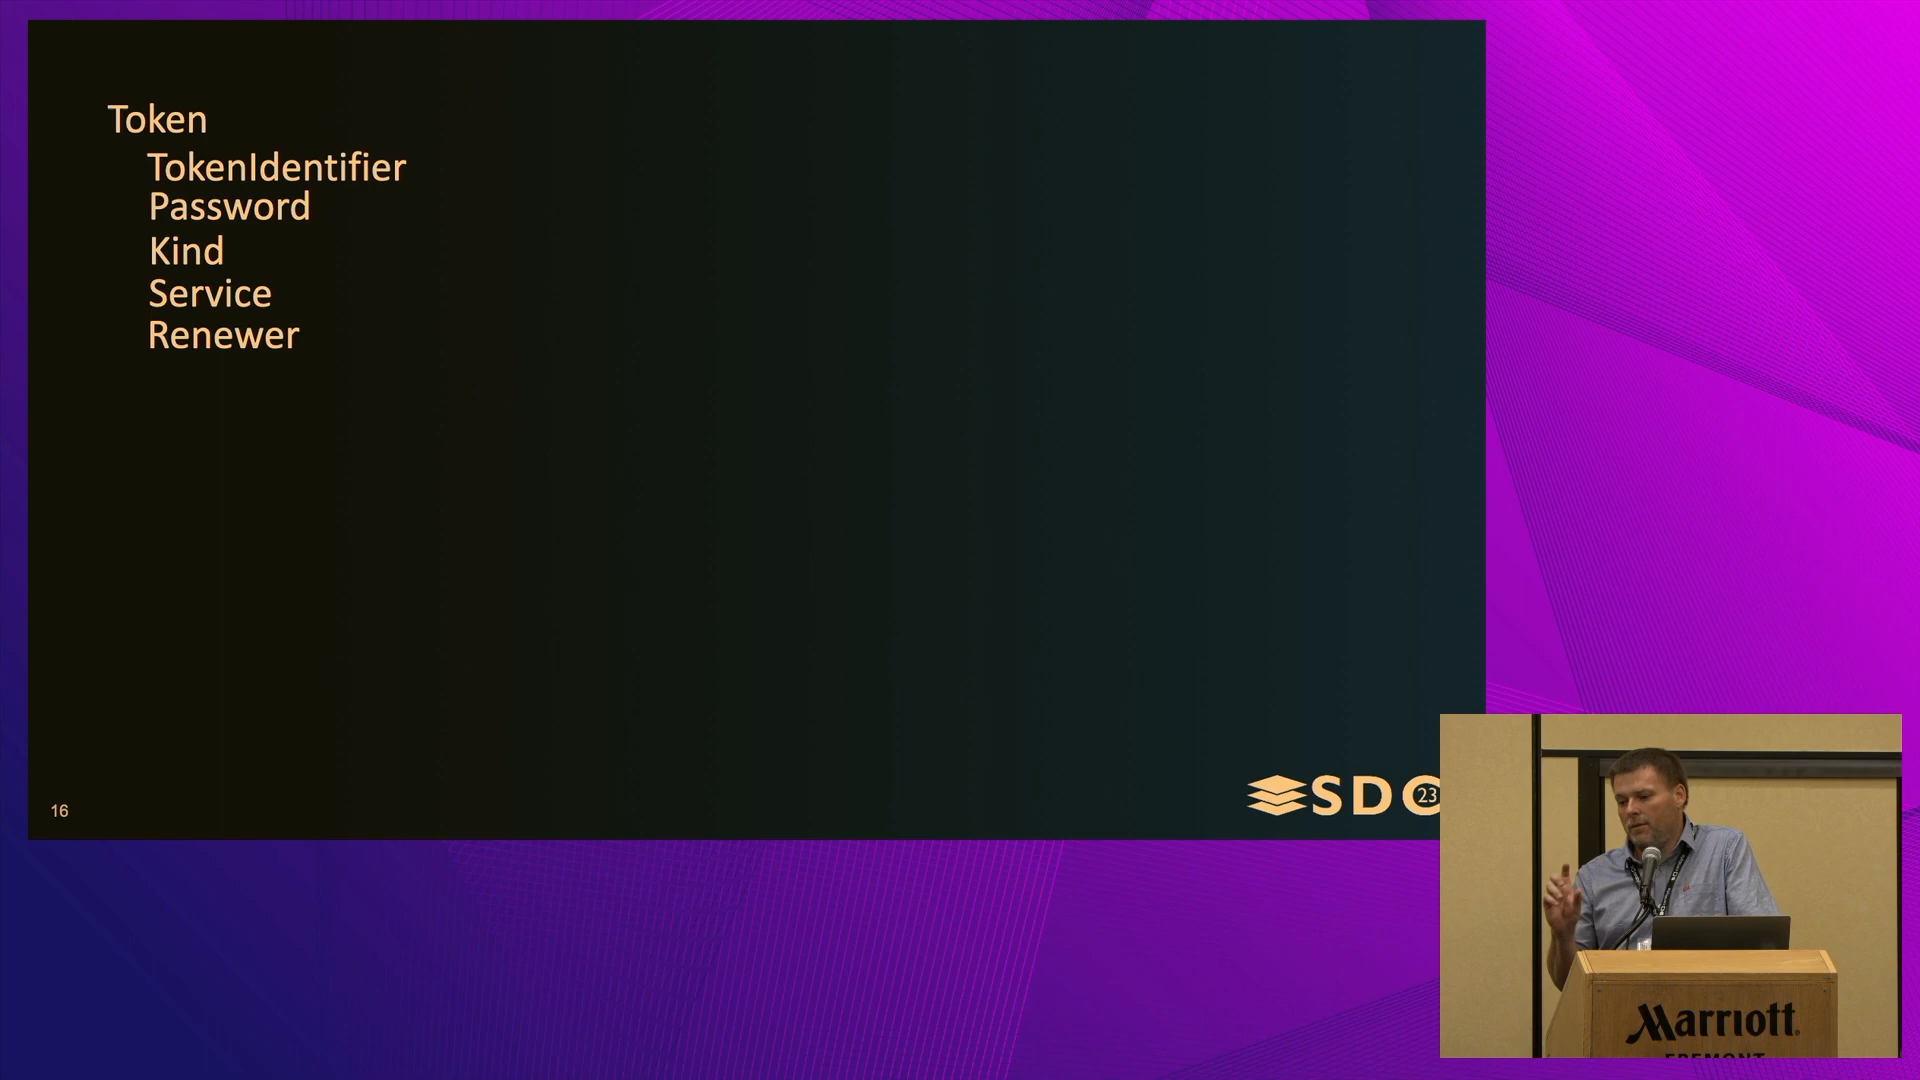 Token
TokenIdentifier
Password
Kind
Service
Renewer
16
SDC
23
Marriott
FREMONT